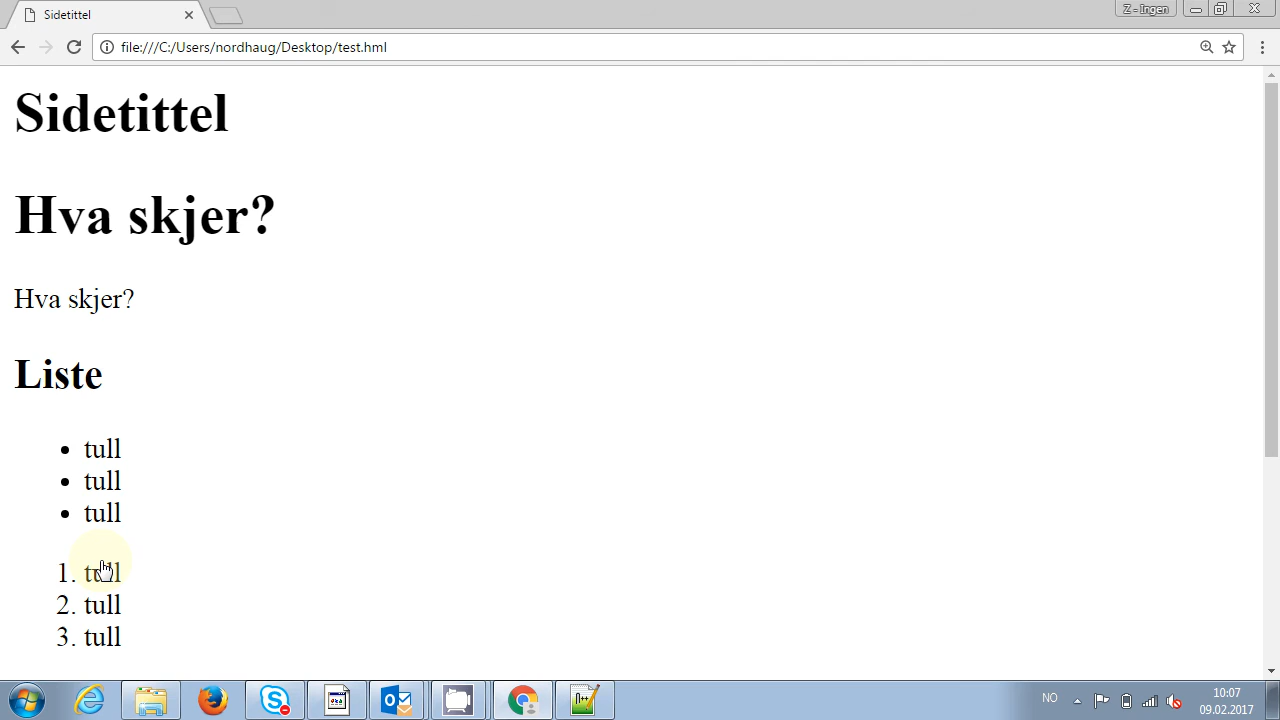 Sidetittel
Z - Ingen
file:///C:/Users/nordhaug/Desktop/test.hml
Sidetittel
Hva skjer?
Hva skjer?
Liste
• tull
• tull
• tull
1. tull
2. tull
3. tull
NO
10:07
09.02.2017